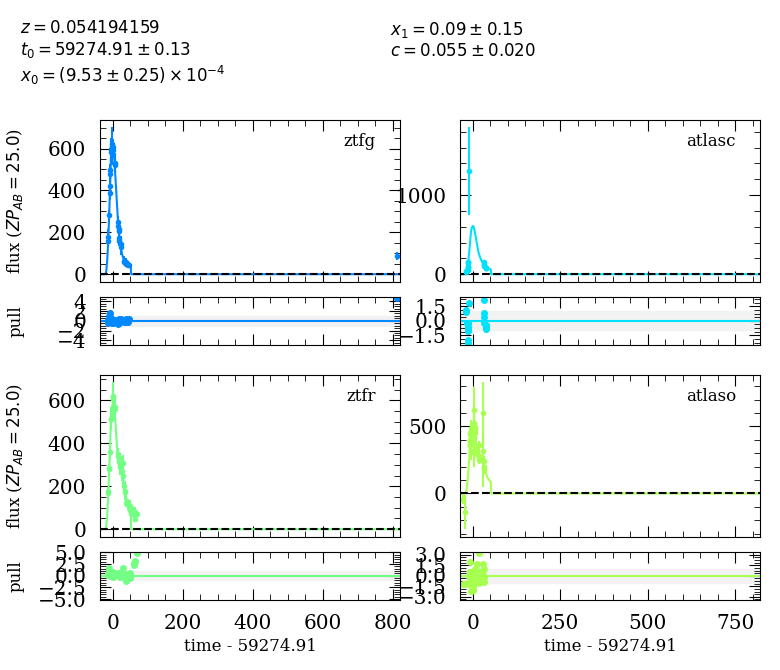 z = 0.054194159
t₀ = 59274.91 ± 0.13
x₀ = (9.53 ± 0.25) × 10⁻⁴
x₁ = 0.09 ± 0.15
c = 0.055 ± 0.020
flux (ZP_AB = 25.0)
600
400
200
0
ztfg
1000
0
atlasc
pull
4
2
0
−2
−4
1.5
0.0
−1.5
flux (ZP_AB = 25.0)
600
400
200
0
ztfr
500
0
atlaso
pull
5.0
2.5
0.0
−2.5
−5.0
3.0
1.5
0.0
−1.5
−3.0
0 200 400 600 800
0 250 500 750
time - 59274.91
time - 59274.91